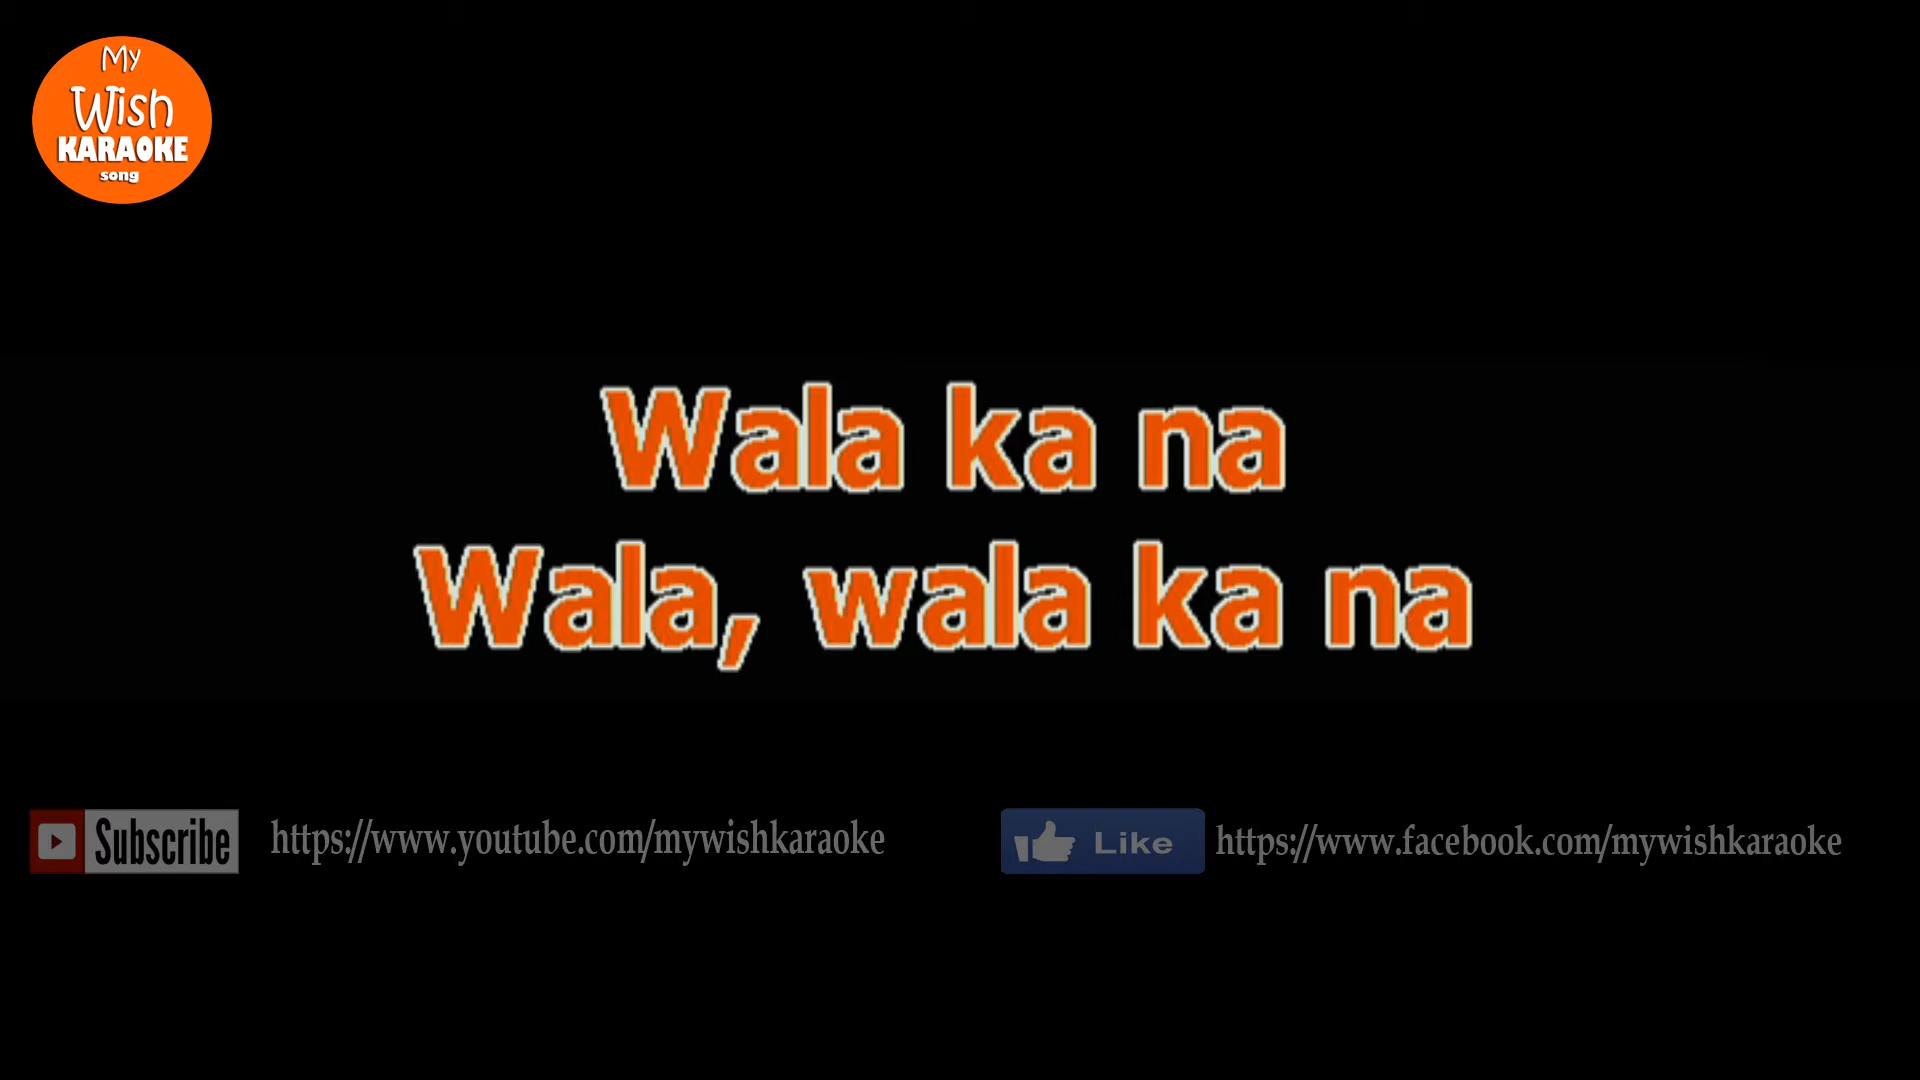 My
Wish
KARAOKE
song
Wala ka na
Wala, wala ka na
Subscribe https://www.youtube.com/mywishkaraoke Like https://www.facebook.com/mywishkaraoke